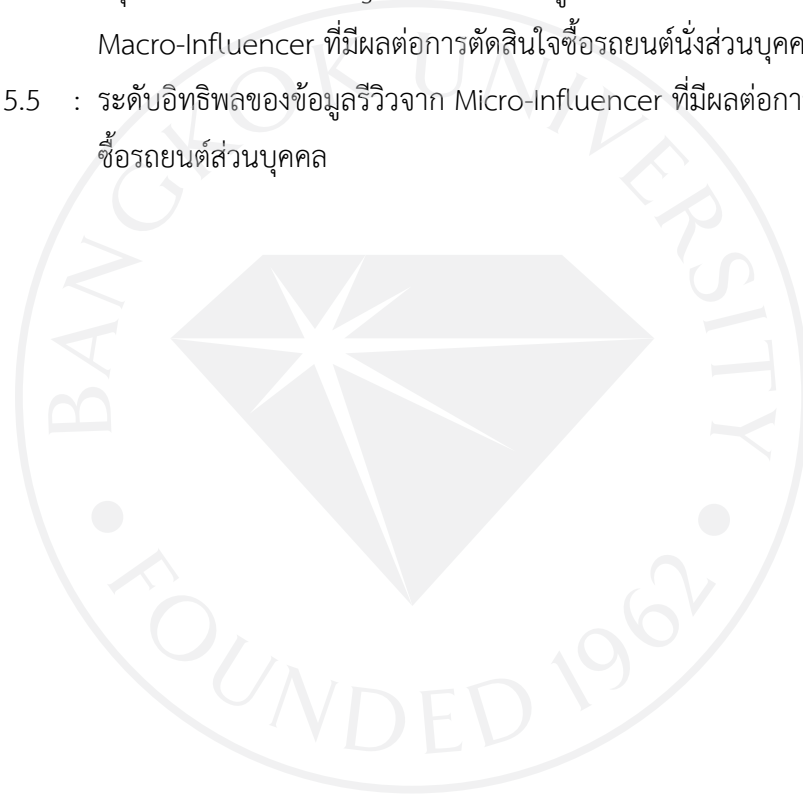 Macro-Influencer ที่มีผลต่อการตัดสินใจซื้อรถยนต์นั่งส่วนบุคค
5.5 : ระดับอิทธิพลของข้อมูลรีวิวจาก Micro-Influencer ที่มีผลต่อกา
ซื้อรถยนต์ส่วนบุคคล
BANGKOK UNIVERSITY
FOUNDED 1962